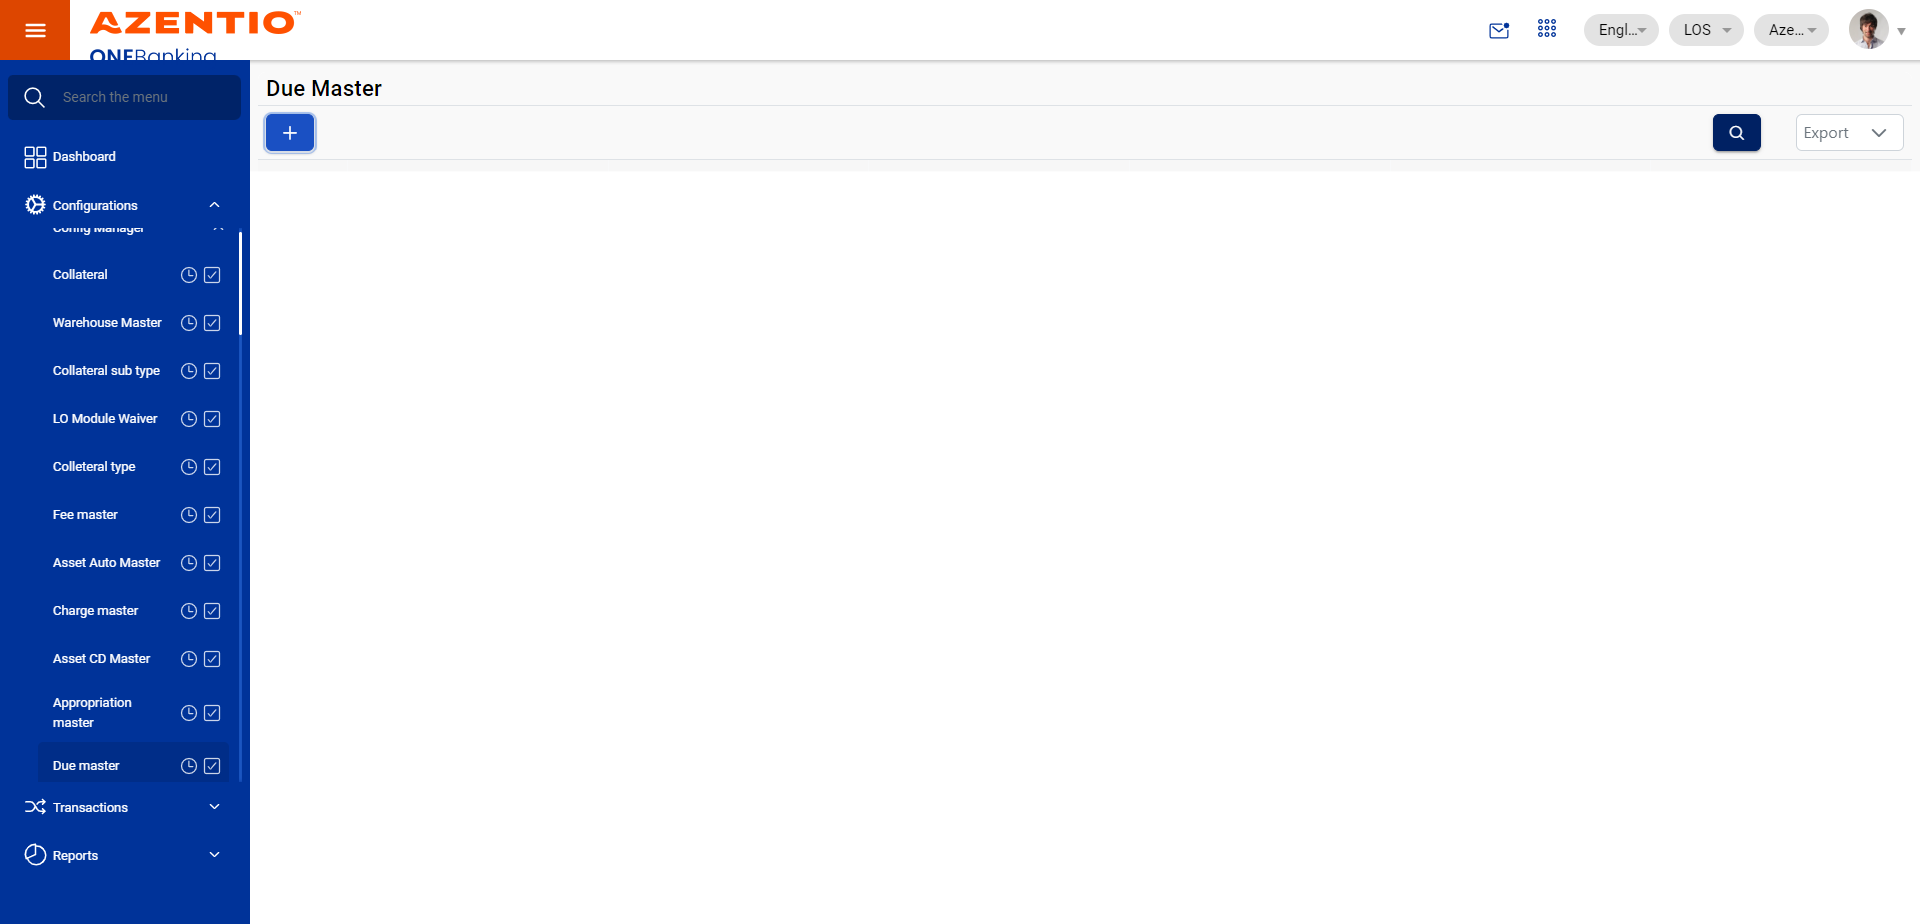 AZENTIO™
ONEBanking
Engl...
LOS
Aze...
Search the menu
Dashboard
Configurations
Config Manager
Collateral
Warehouse Master
Collateral sub type
LO Module Waiver
Colleteral type
Fee master
Asset Auto Master
Charge master
Asset CD Master
Appropriation
master
Due master
Transactions
Reports
Due Master
Export